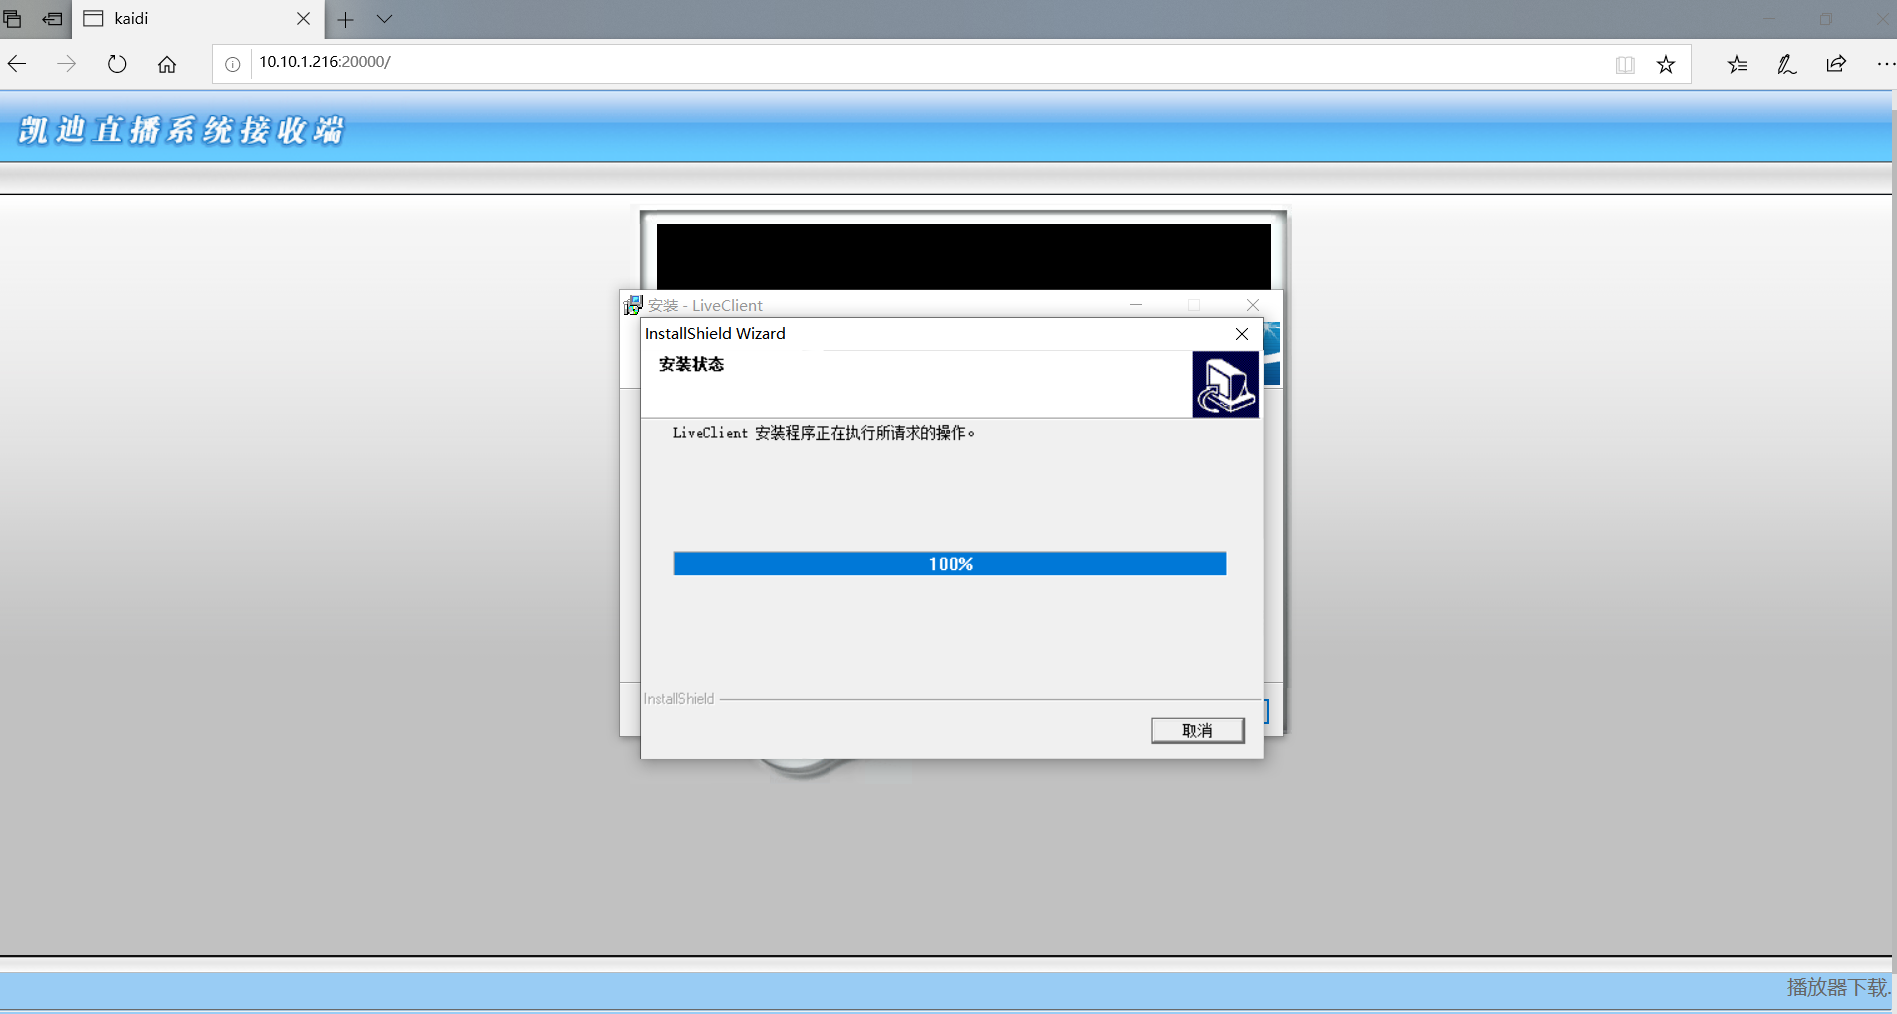 kaidi
10.10.1.216:20000/
凯迪直播系统接收端
安装 - LiveClient
InstallShield Wizard
安装状态
LiveClient 安装程序正在执行所请求的操作。
100%
InstallShield
取消
播放器下载.